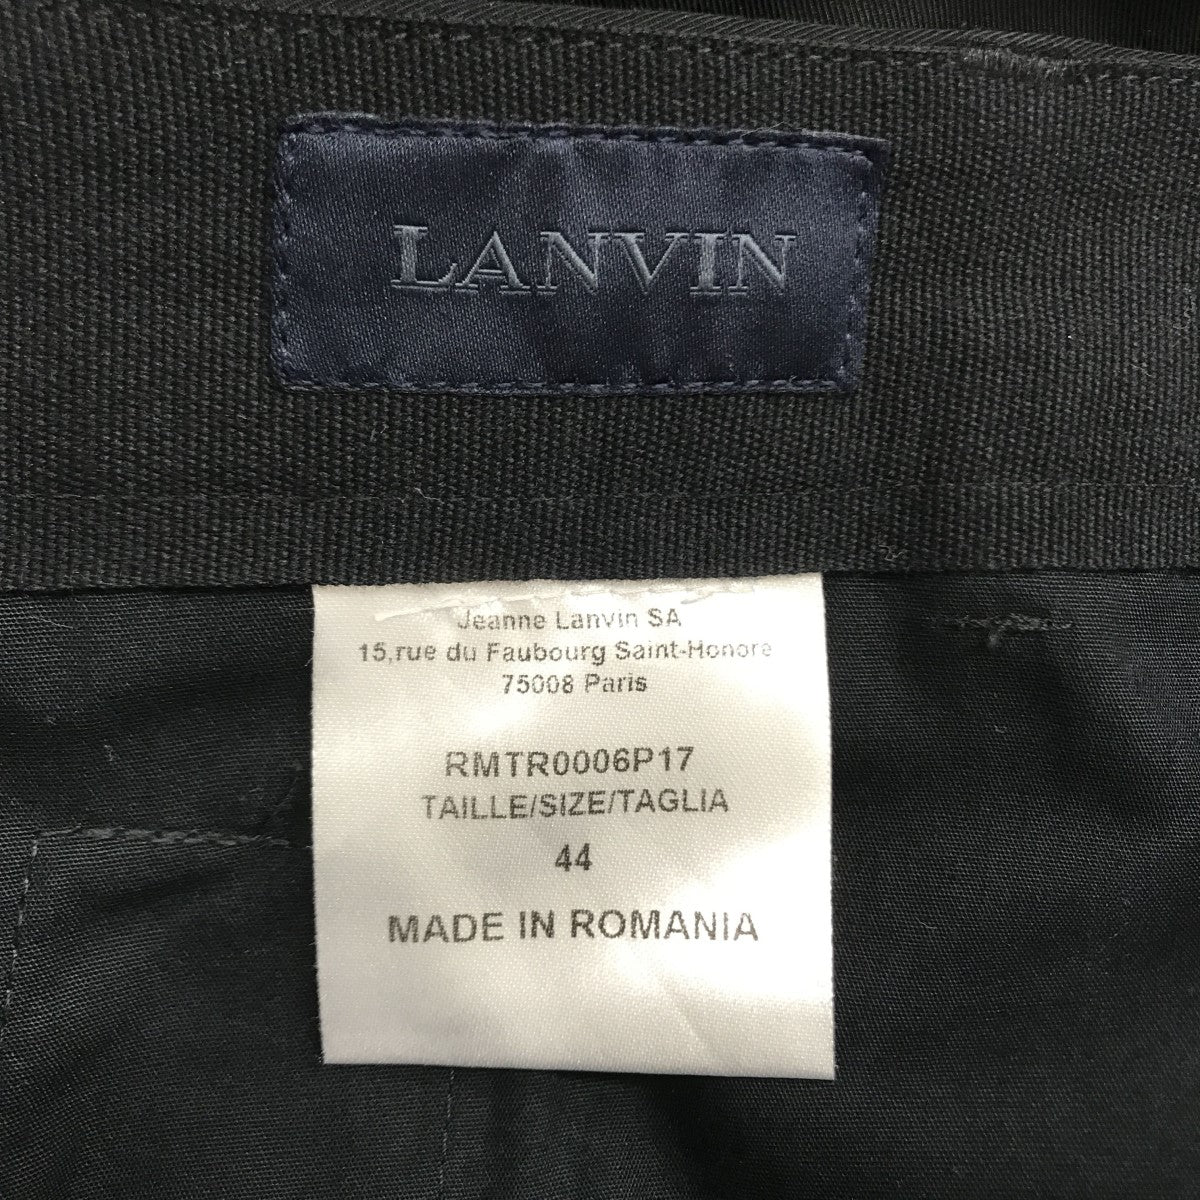 LANVIN
Jeanne Lanvin SA
15,rue du Faubourg Saint-Honore
75008 Paris
RMTR0006P17
TAILLE/SIZE/TAGLIA
44
MADE IN ROMANIA